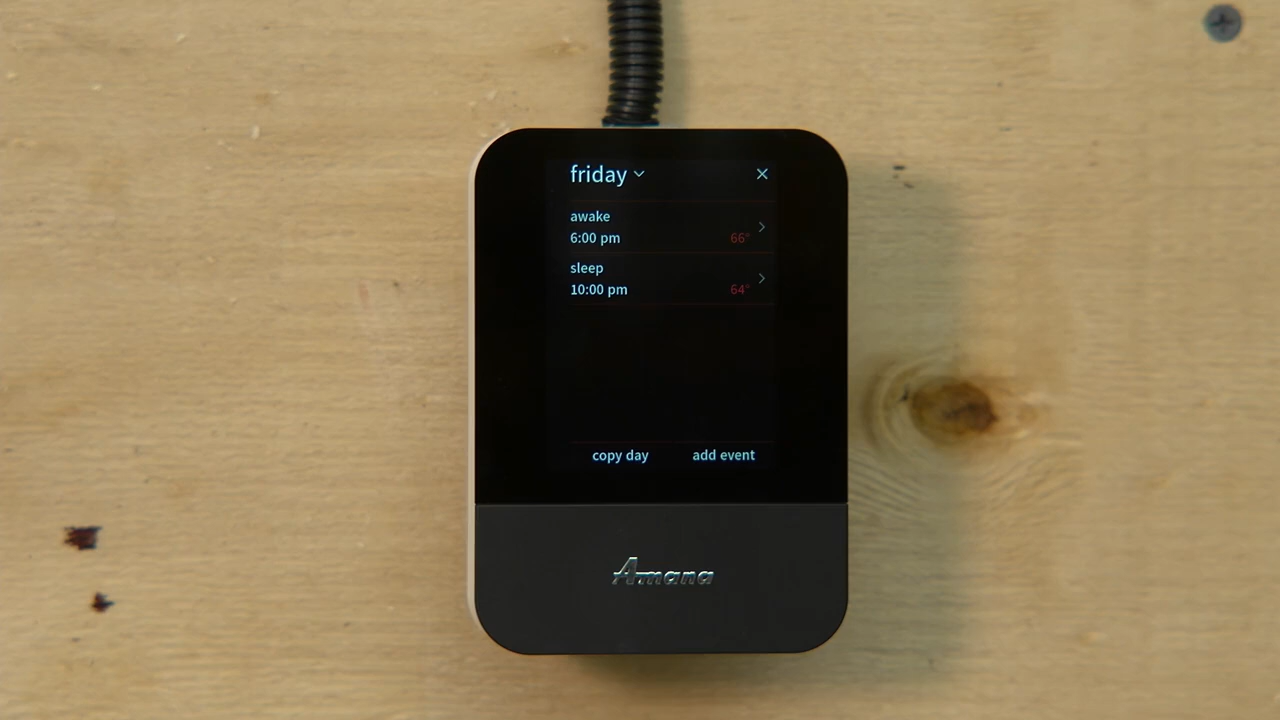 friday
awake
6:00 pm
66°
sleep
10:00 pm
64°
copy day
add event
Amana